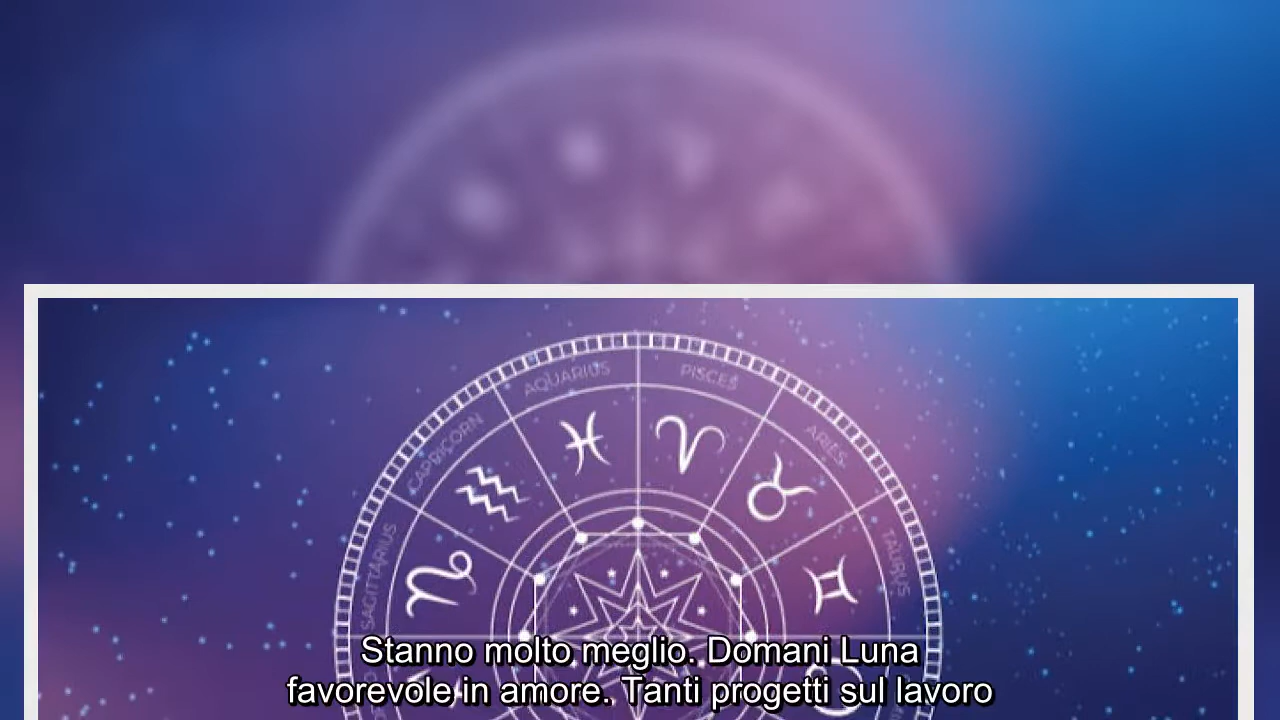 AQUARIUS
PISCES
CAPRICORN
ARIES
SAGITTARIUS
TAURUS
Stanno molto meglio. Domani Luna
favorevole in amore. Tanti progetti sul lavoro